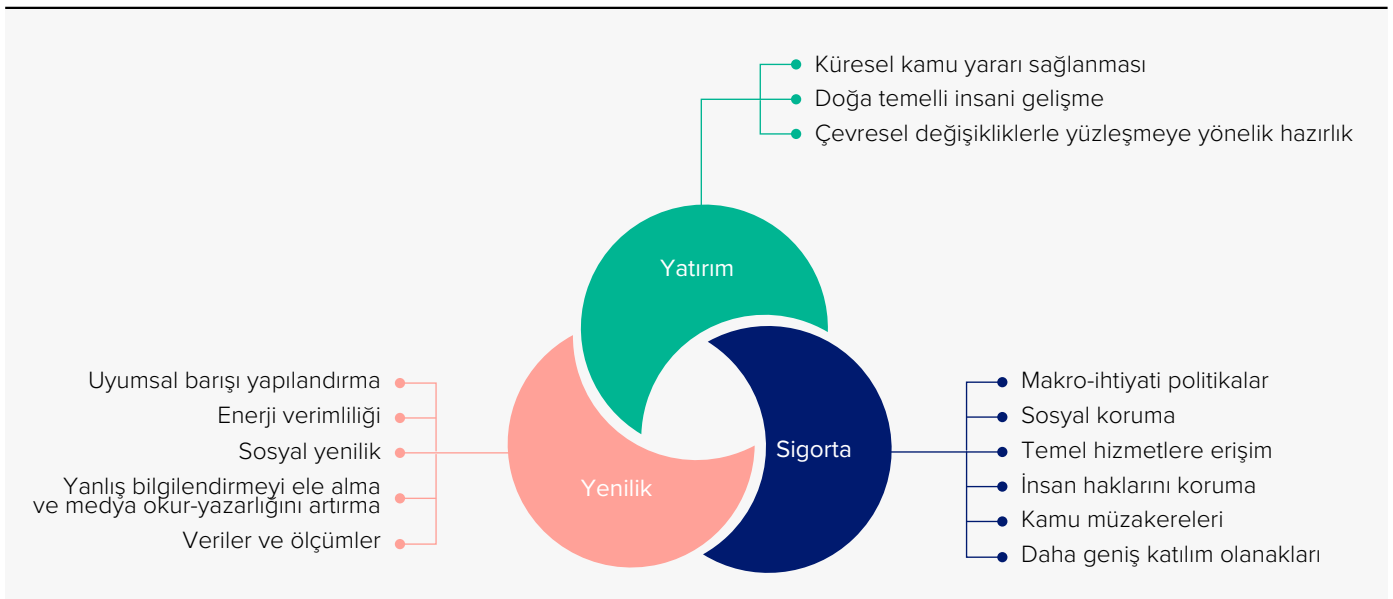 Küresel kamu yararı sağlanması
Doğa temelli insani gelişme
Çevresel değişikliklerle yüzleşmeye yönelik hazırlık
Yatırım
Uyumsal barışı yapılandırma
Enerji verimliliği
Sosyal yenilik
Yanlış bilgilendirmeyi ele alma
ve medya okur-yazarlığını artırma
Veriler ve ölçümler
Yenilik
Sigorta
Makro-ihtiyati politikalar
Sosyal koruma
Temel hizmetlere erişim
İnsan haklarını koruma
Kamu müzakereleri
Daha geniş katılım olanakları